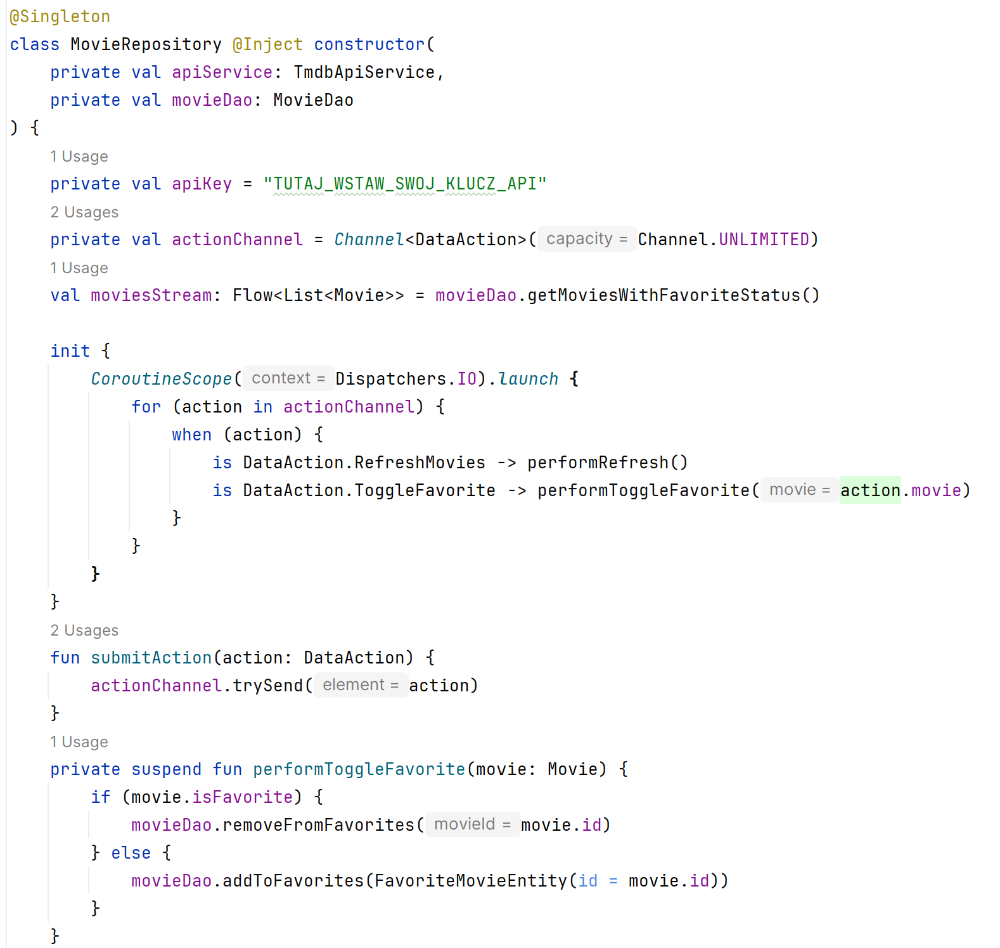 @Singleton
class MovieRepository @Inject constructor(
    private val apiService: TmdbApiService,
    private val movieDao: MovieDao
) {
    1 Usage
    private val apiKey = "TUTAJ_WSTAW_SWOJ_KLUCZ_API"
    2 Usages
    private val actionChannel = Channel<DataAction>( capacity = Channel.UNLIMITED)
    1 Usage
    val moviesStream: Flow<List<Movie>> = movieDao.getMoviesWithFavoriteStatus()

    init {
        CoroutineScope( context = Dispatchers.IO).launch {
            for (action in actionChannel) {
                when (action) {
                    is DataAction.RefreshMovies -> performRefresh()
                    is DataAction.ToggleFavorite -> performToggleFavorite( movie = action.movie)
                }
            }
        }
    }
    2 Usages
    fun submitAction(action: DataAction) {
        actionChannel.trySend( element = action)
    }
    1 Usage
    private suspend fun performToggleFavorite(movie: Movie) {
        if (movie.isFavorite) {
            movieDao.removeFromFavorites( movieId = movie.id)
        } else {
            movieDao.addToFavorites(FavoriteMovieEntity(id = movie.id))
        }
    }